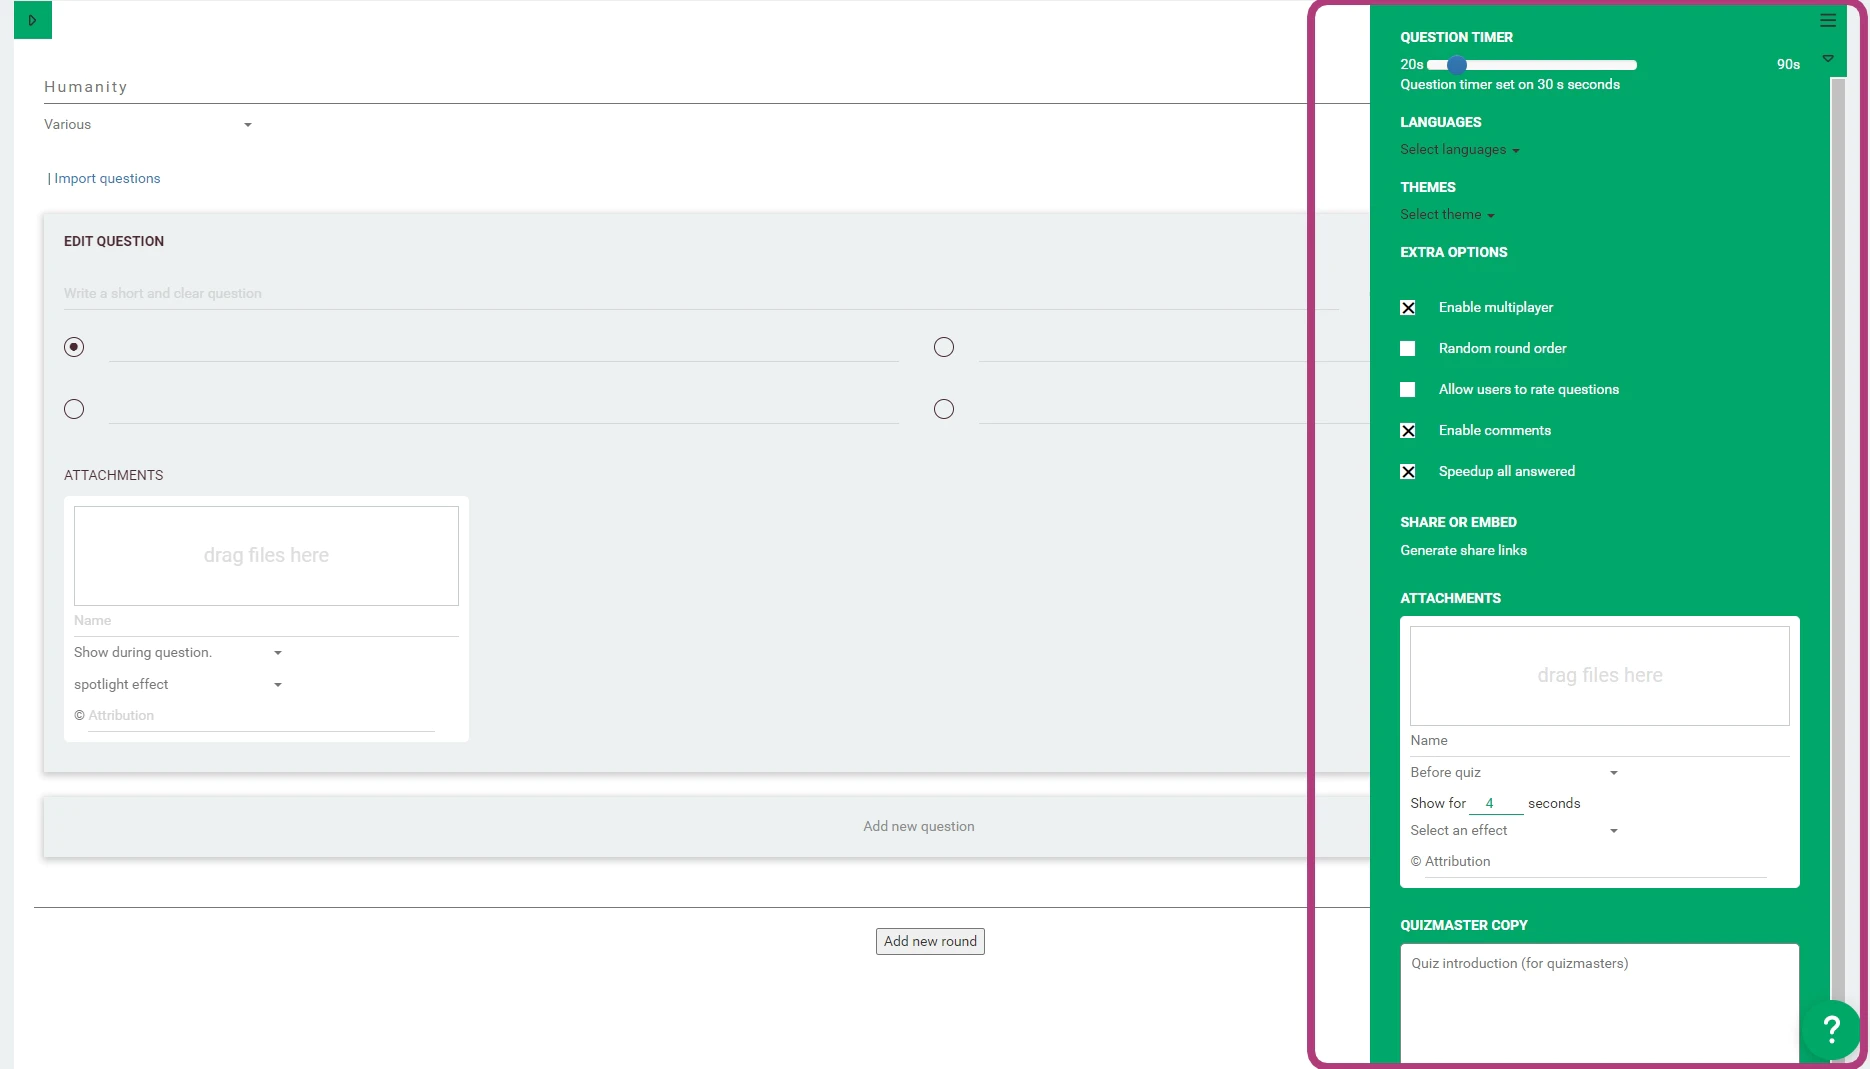 Humanity
Various
| Import questions
EDIT QUESTION
Write a short and clear question
ATTACHMENTS
drag files here
Name
Show during question.
spotlight effect
© Attribution
Add new question
Add new round
QUESTION TIMER
20s 90s
Question timer set on 30 s seconds
LANGUAGES
Select languages
THEMES
Select theme
EXTRA OPTIONS
Enable multiplayer
Random round order
Allow users to rate questions
Enable comments
Speedup all answered
SHARE OR EMBED
Generate share links
ATTACHMENTS
drag files here
Name
Before quiz
Show for 4 seconds
Select an effect
© Attribution
QUIZMASTER COPY
Quiz introduction (for quizmasters)
?